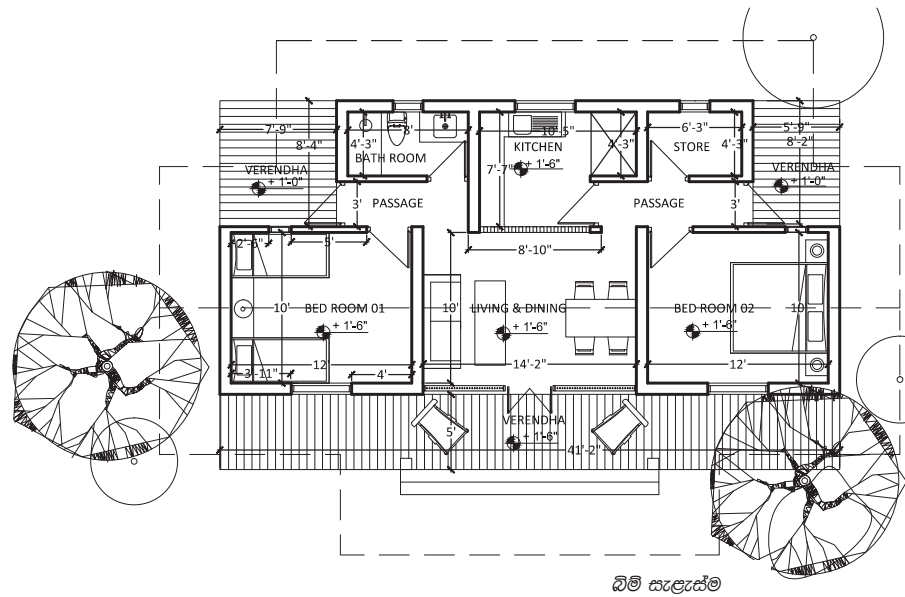 7'-9"
8'-4"
4'-3"
8'
BATH ROOM
10'-5"
KITCHEN
+ 1'-6"
7'-7"
4'-3"
6'-3"
STORE
4'-3"
5'-9"
8'-2"
VERENDHA
+ 1'-0"
VERENDHA
+ 1'-0"
3'
PASSAGE
PASSAGE
3'
2'-6"
5'
8'-10"
10'
BED ROOM 01
+ 1'-6"
10'
LIVING & DINING
+ 1'-6"
BED ROOM 02
+ 1'-6"
10'
12'
3'-11"
4'
14'-2"
12'
5'
VERENDHA
+ 1'-6"
41'-2"
බිම් සැළැස්ම